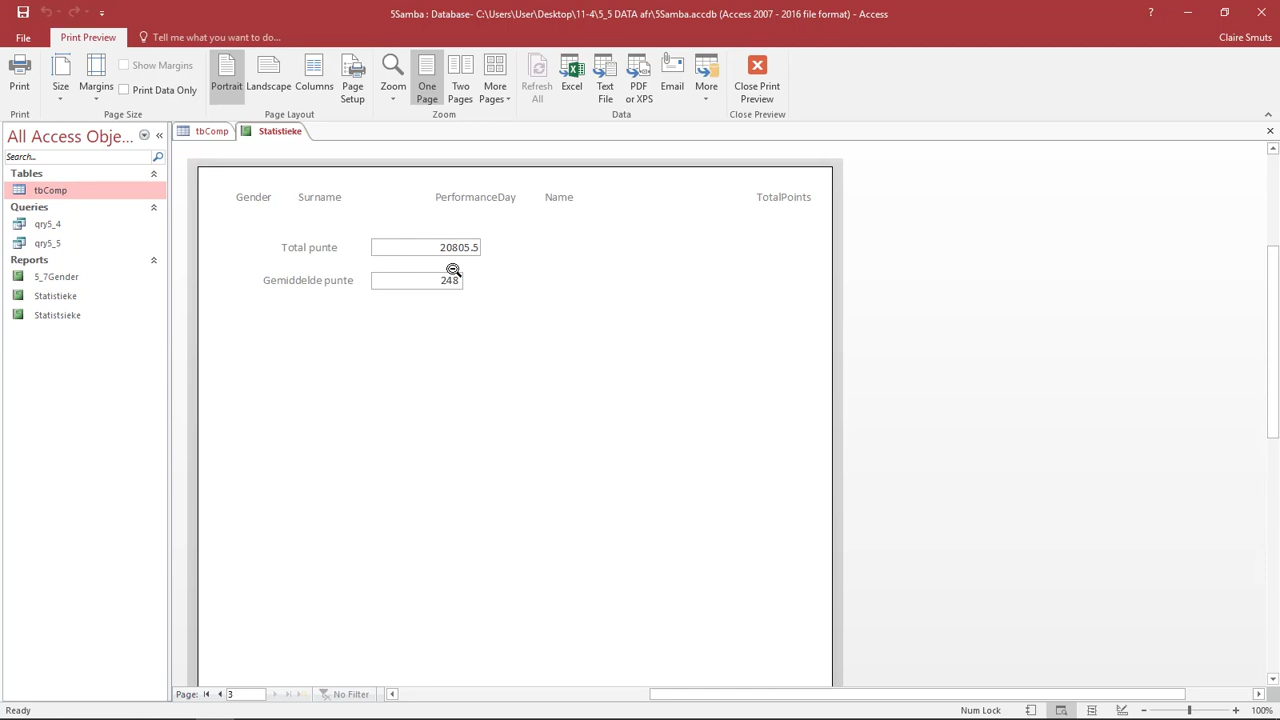 5Samba : Database- C:\Users\User\Desktop\11-4\5_5 DATA afr\5Samba.accdb (Access 2007 - 2016 file format) - Access
File Print Preview Tell me what you want to do... Claire Smuts
Print
Size
Margins
Show Margins
Print Data Only
Portrait
Landscape
Columns
Page Setup
Zoom
One Page
Two Pages
More Pages
Refresh All
Excel
Text File
PDF or XPS
Email
More
Close Print Preview
Print Page Size Page Layout Zoom Data Close Preview
All Access Obje...
Search...
Tables
tbComp
Queries
qry5_4
qry5_5
Reports
5_7Gender
Statistieke
Statistsieke
tbComp Statistieke
Gender Surname PerformanceDay Name TotalPoints
Total punte 20805.5
Gemiddelde punte 248
Page: 3 No Filter
Ready Num Lock 100%